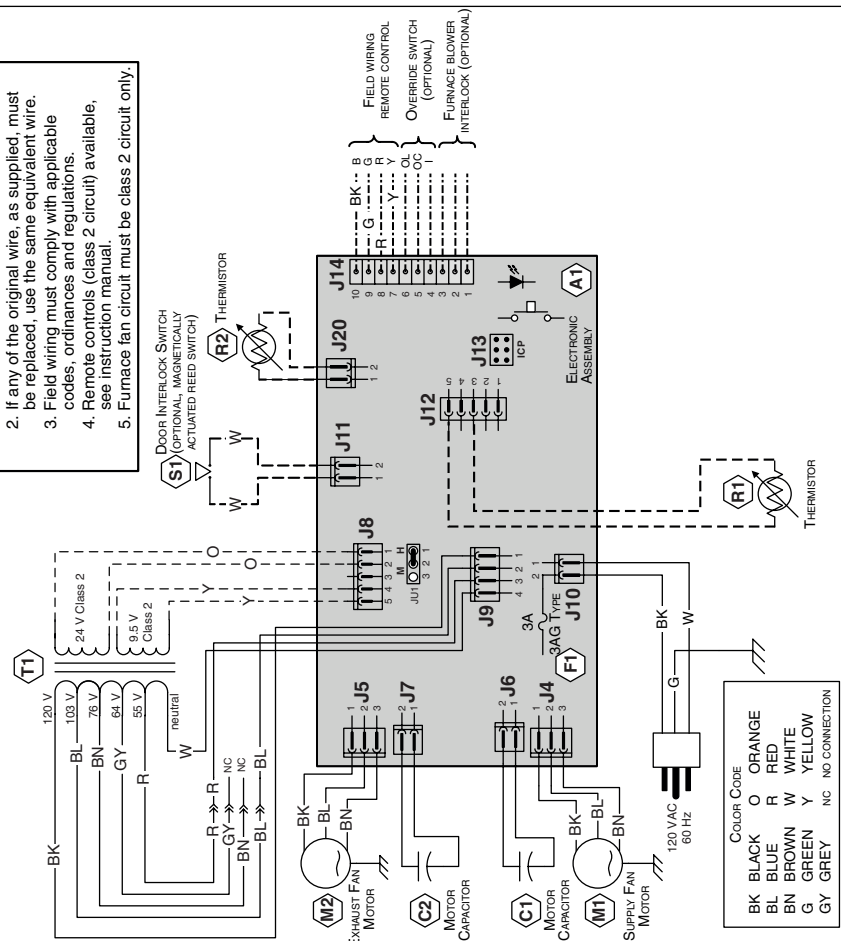 2. If any of the original wire, as supplied, must
be replaced, use the same equivalent wire.
3. Field wiring must comply with applicable
codes, ordinances and regulations.
4. Remote controls (class 2 circuit) available,
see instruction manual.
5. Furnace fan circuit must be class 2 circuit only.
T1
120 V
103 V
76 V
64 V
55 V
neutral
24 V Class 2
9.5 V
Class 2
BK
BL
BN
GY
R
W
R R
GY NC
BN NC
BL BL
O
O
Y
Y
S1
DOOR INTERLOCK SWITCH
(OPTIONAL, MAGNETICALLY
ACTUATED REED SWITCH)
W
W
R2
THERMISTOR
FIELD WIRING
REMOTE CONTROL
OVERRIDE SWITCH
(OPTIONAL)
FURNACE BLOWER
INTERLOCK (OPTIONAL)
BK B
G G
R R
Y Y
OL
OC
I
J14
10
9
8
7
6
5
4
3
2
1
J20
1 2
J11
1 2
J8
5 4 3 2 1
M H
JU1
3 2 1
J12
5 4 3 2 1
J13
ICP
A1
ELECTRONIC
ASSEMBLY
J9
4 3 2 1
J10
2 1
3A
3AG TYPE
F1
J5
1
2
3
J7
2
1
J6
2
1
J4
1
2
3
M2
EXHAUST FAN
MOTOR
BK
BL
BN
C2
MOTOR
CAPACITOR
C1
MOTOR
CAPACITOR
M1
SUPPLY FAN
MOTOR
BK
BL
BN
R1
THERMISTOR
120 VAC
60 Hz
BK
G
W
COLOR CODE
BK BLACK O ORANGE
BL BLUE R RED
BN BROWN W WHITE
G GREEN Y YELLOW
GY GREY NC NO CONNECTION